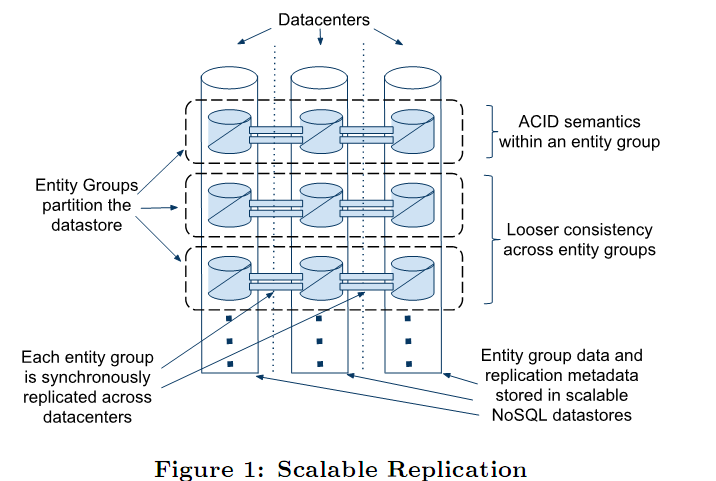 Datacenters
ACID semantics
within an entity group
Entity Groups
partition the
datastore
Looser consistency
across entity groups
Each entity group
is synchronously
replicated across
datacenters
Entity group data and
replication metadata
stored in scalable
NoSQL datastores
Figure 1: Scalable Replication